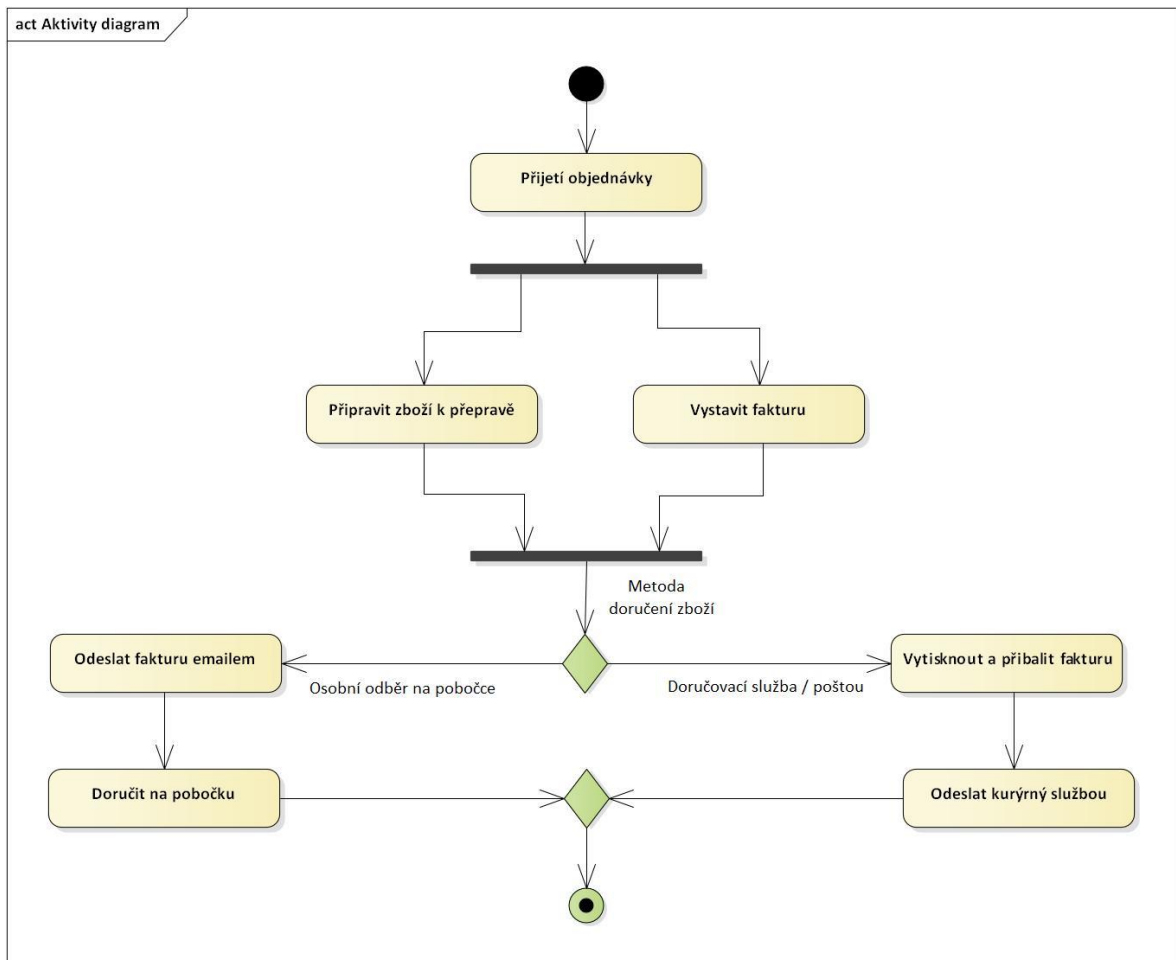 act Aktivity diagram
Přijetí objednávky
Připravit zboží k přepravě
Vystavit fakturu
Metoda
doručení zboží
Odeslat fakturu emailem
Vytisknout a přibalit fakturu
Osobní odběr na pobočce
Doručovací služba / poštou
Doručit na pobočku
Odeslat kurýrný službou